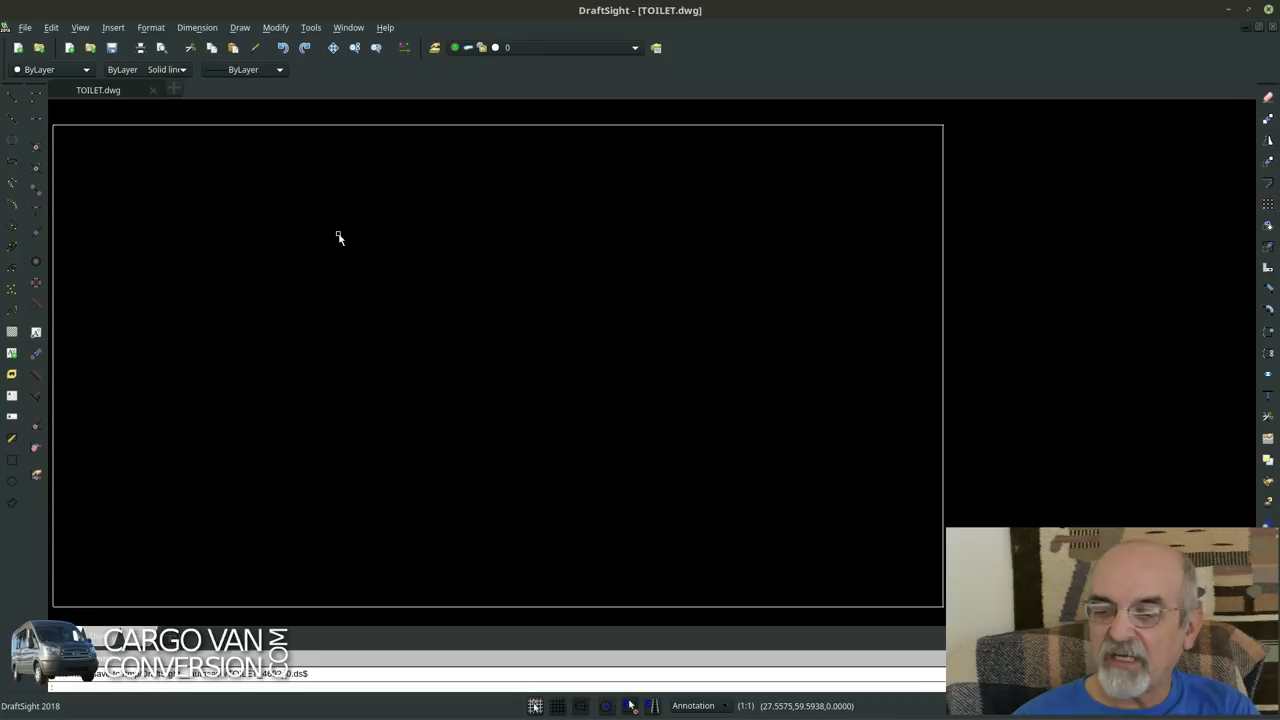 DraftSight - [TOILET.dwg]
File Edit View Insert Format Dimension Draw Modify Tools Window Help
0
ByLayer ByLayer Solid line ByLayer
TOILET.dwg
CARGO VAN
CONVERSION.COM
DraftSight 2018 Annotation (1:1) (27.5575,59.5938,0.0000)